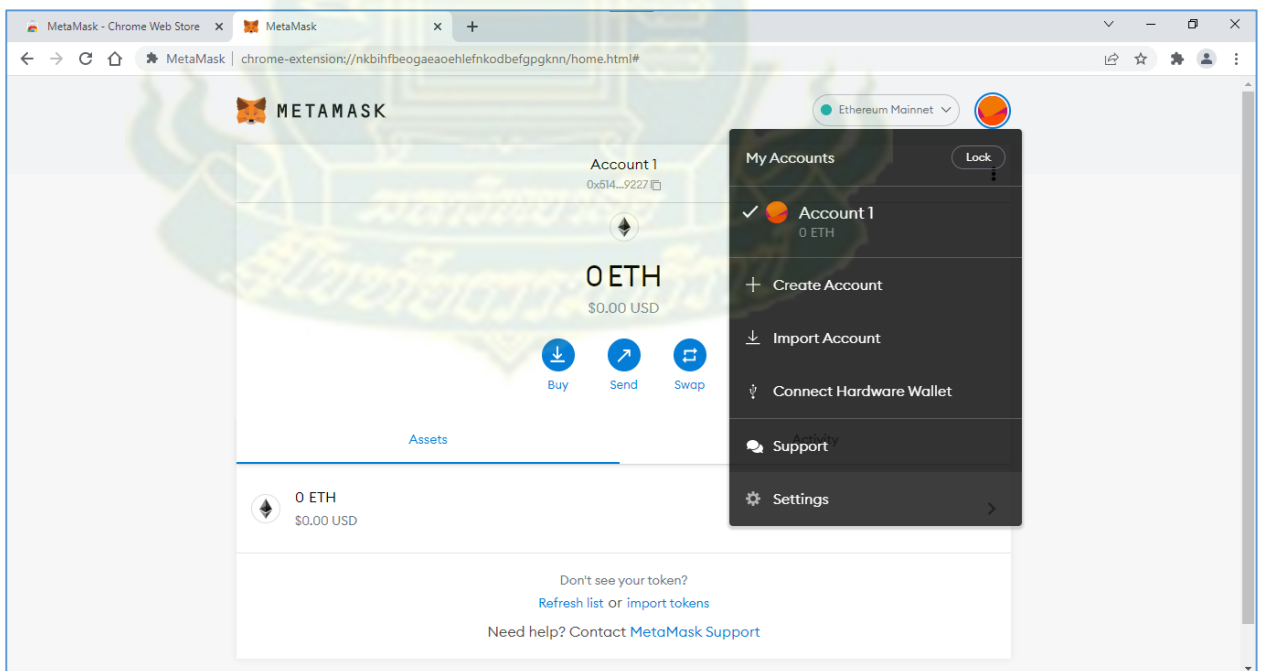 MetaMask - Chrome Web Store
MetaMask
MetaMask
chrome-extension://nkbihfbeogaeaoehlefnkodbefgpgknn/home.html#
METAMASK
Ethereum Mainnet
Account 1
0x514...9227
My Accounts
Lock
Account 1
0 ETH
0 ETH
$0.00 USD
Create Account
Import Account
Buy
Send
Swap
Connect Hardware Wallet
Assets
Activity
Support
Settings
0 ETH
$0.00 USD
Don't see your token?
Refresh list or import tokens
Need help? Contact MetaMask Support